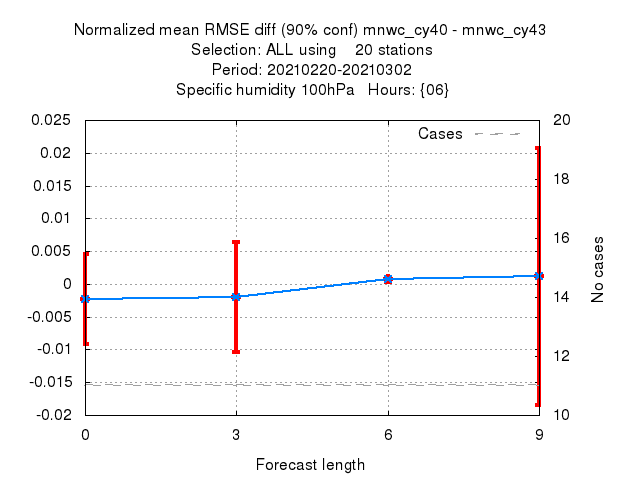 Normalized mean RMSE diff (90% conf) mnwc_cy40 - mnwc_cy43
Selection: ALL using    20 stations
Period: 20210220-20210302
Specific humidity 100hPa   Hours: {06}
Cases
0.025
0.02
0.015
0.01
0.005
0
-0.005
-0.01
-0.015
-0.02
20
18
16
14
12
10
No cases
0
3
6
9
Forecast length